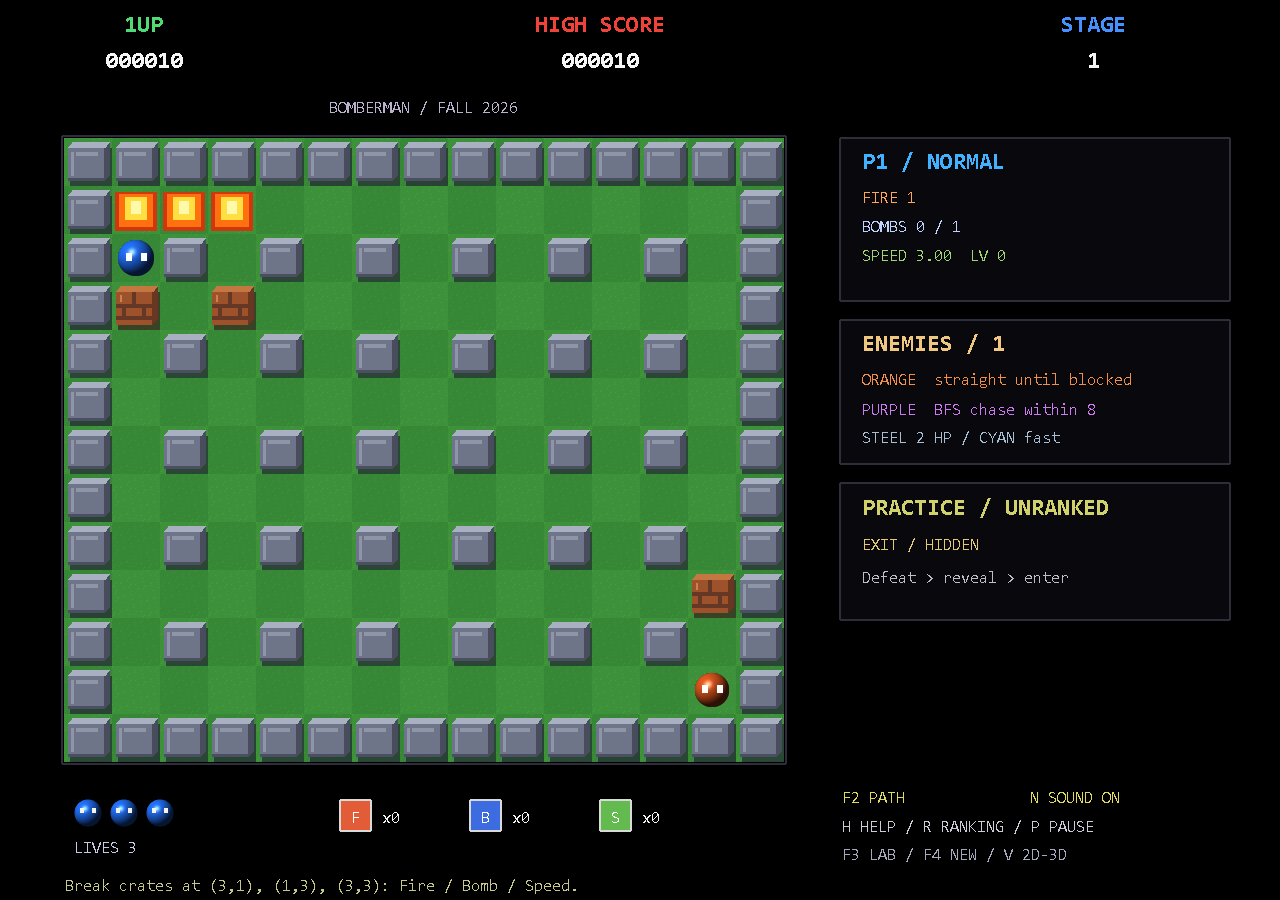 1UP
HIGH SCORE
STAGE
000010
000010
1
BOMBERMAN / FALL 2026
P1 / NORMAL
FIRE 1
BOMBS 0 / 1
SPEED 3.00  LV 0
ENEMIES / 1
ORANGE  straight until blocked
PURPLE  BFS chase within 8
STEEL 2 HP / CYAN fast
PRACTICE / UNRANKED
EXIT / HIDDEN
Defeat > reveal > enter
F x0
B x0
S x0
LIVES 3
F2 PATH
N SOUND ON
H HELP / R RANKING / P PAUSE
F3 LAB / F4 NEW / V 2D-3D
Break crates at (3,1), (1,3), (3,3): Fire / Bomb / Speed.